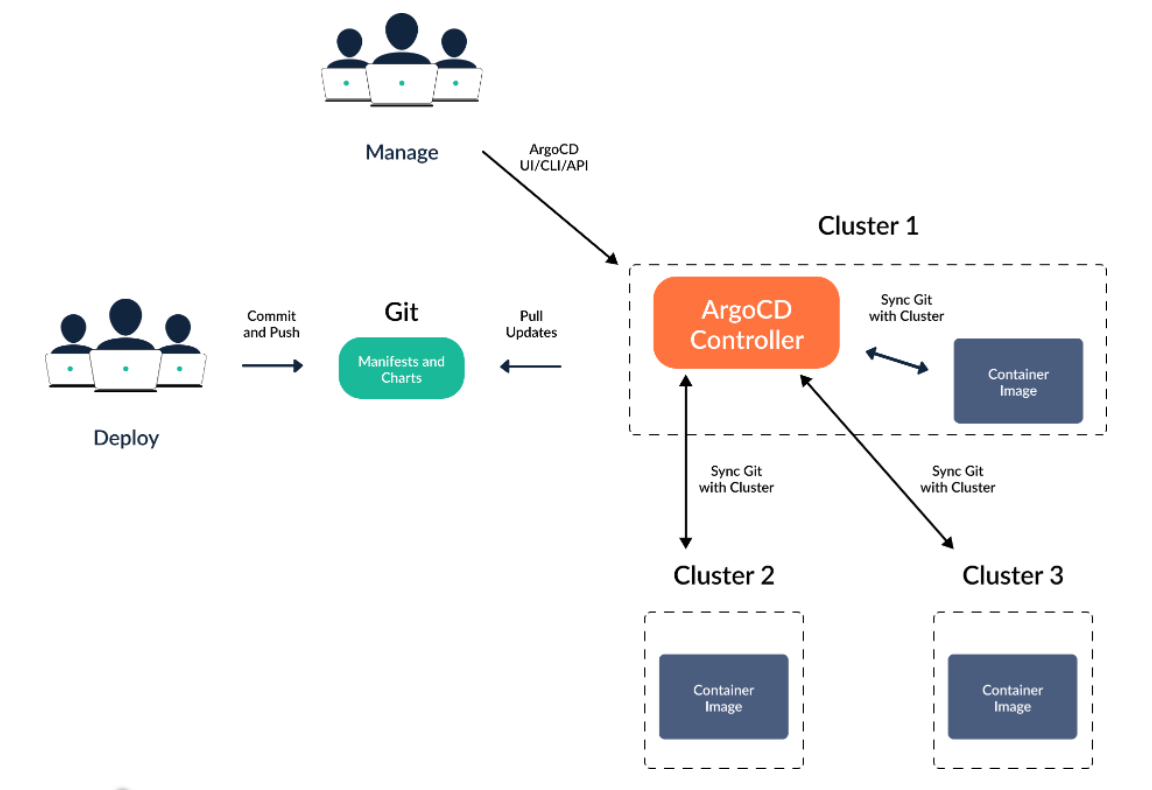 Manage
ArgoCD
UI/CLI/API
Cluster 1
ArgoCD
Controller
Sync Git
with Cluster
Container
Image
Commit
and Push
Git
Manifests and
Charts
Pull
Updates
Deploy
Sync Git
with Cluster
Sync Git
with Cluster
Cluster 2
Container
Image
Cluster 3
Container
Image